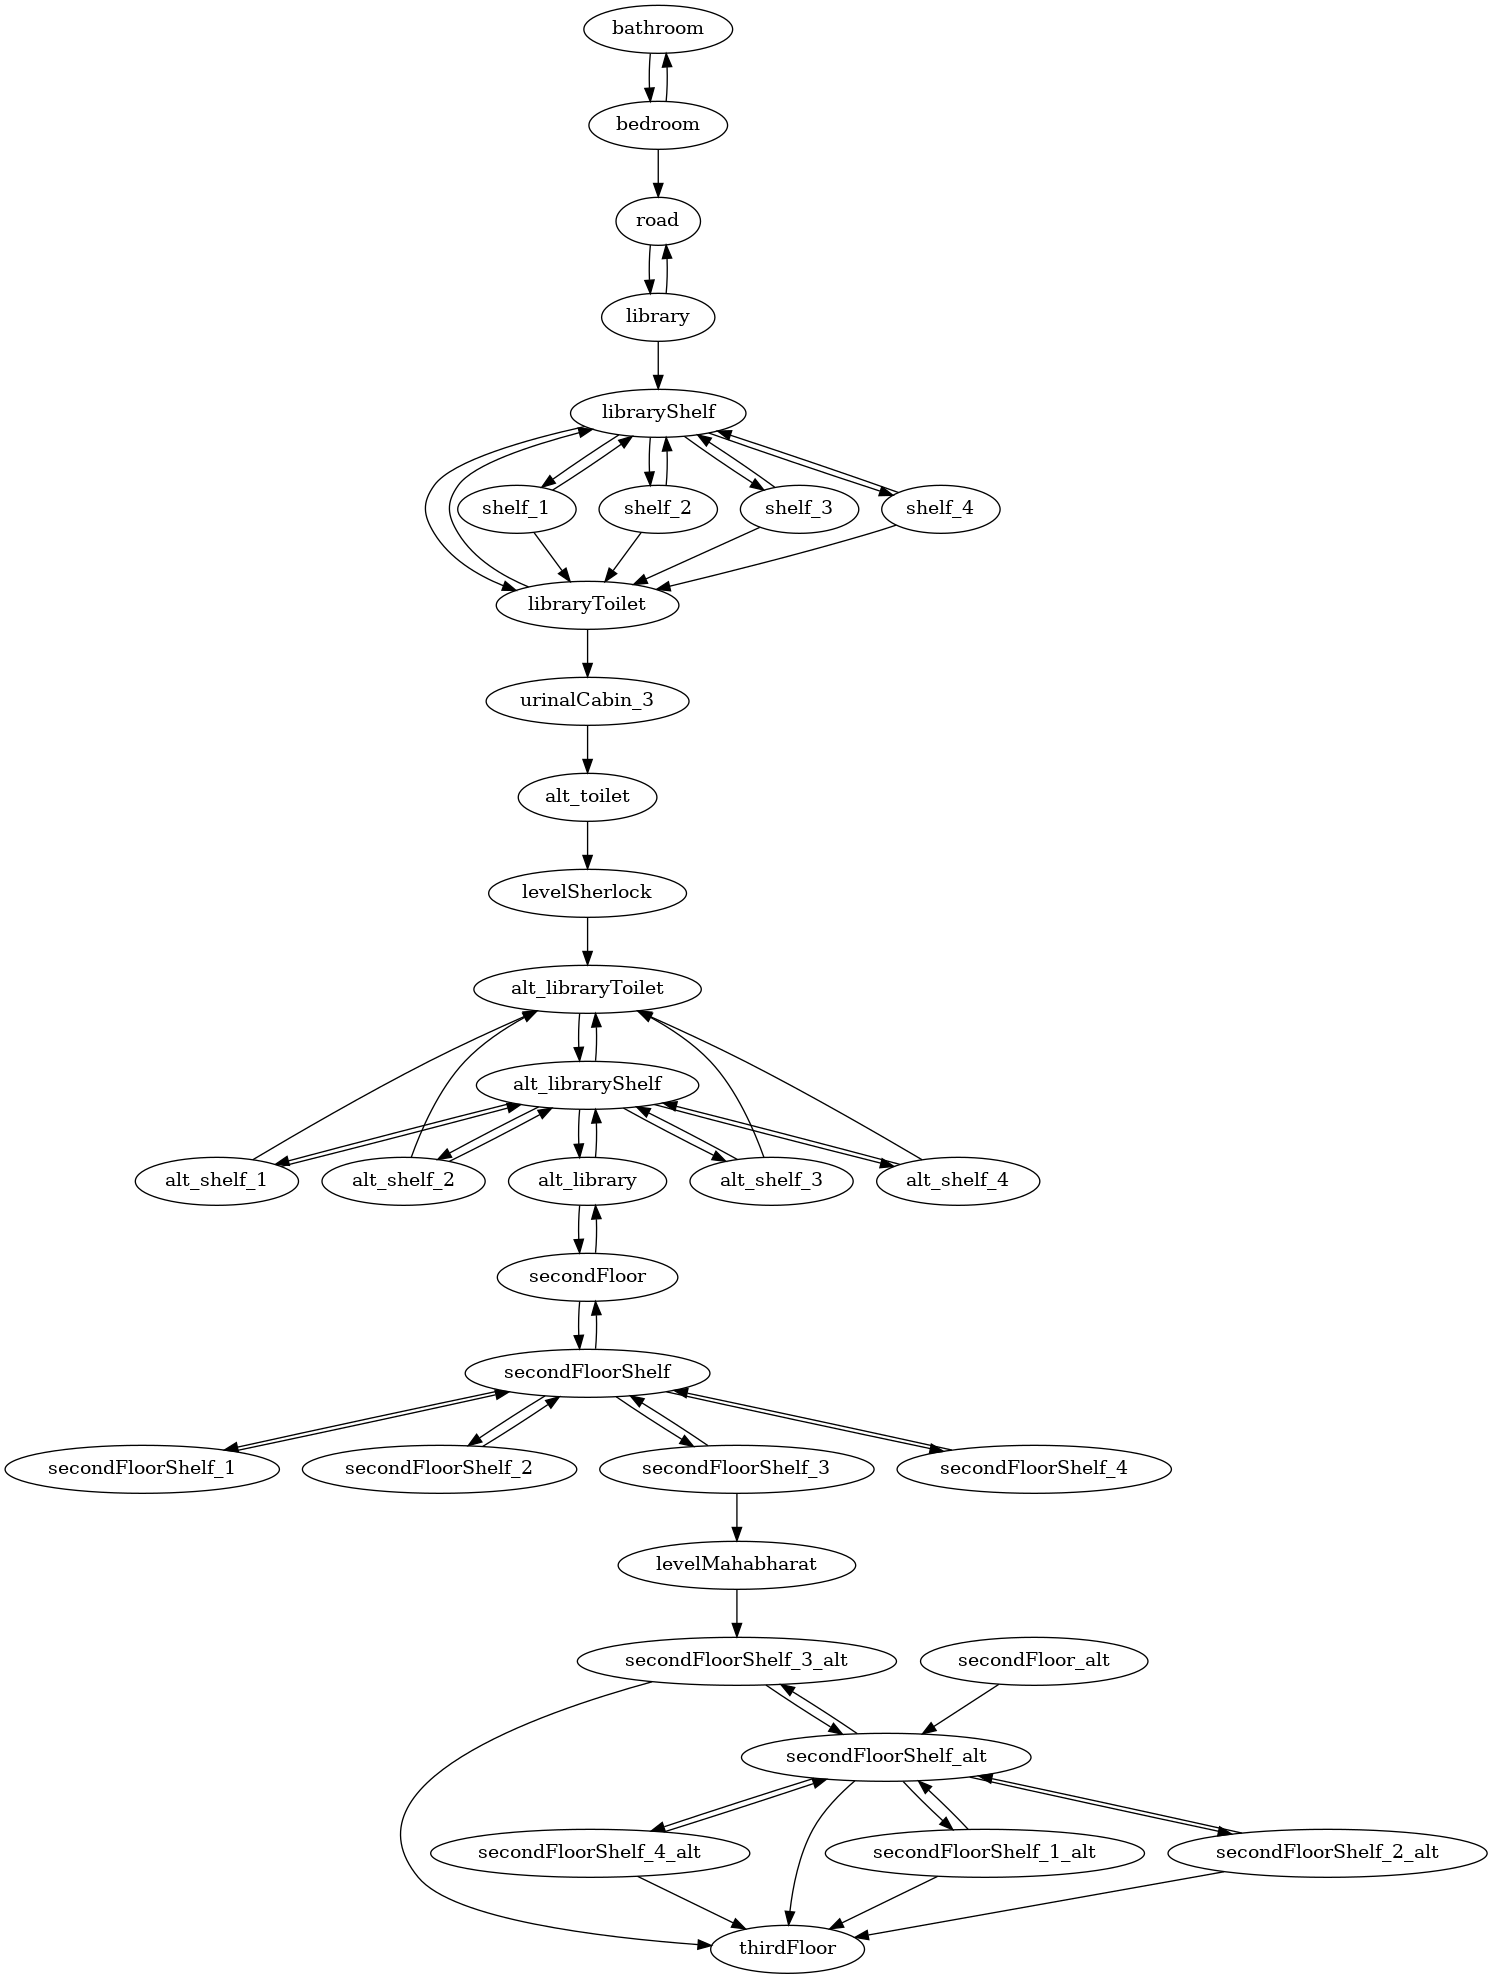 bathroom
bedroom
road
library
libraryShelf
shelf_1
shelf_2
shelf_3
shelf_4
libraryToilet
urinalCabin_3
alt_toilet
levelSherlock
alt_libraryToilet
alt_libraryShelf
alt_shelf_1
alt_shelf_2
alt_library
alt_shelf_3
alt_shelf_4
secondFloor
secondFloorShelf
secondFloorShelf_1
secondFloorShelf_2
secondFloorShelf_3
secondFloorShelf_4
levelMahabharat
secondFloorShelf_3_alt
secondFloor_alt
secondFloorShelf_alt
secondFloorShelf_4_alt
secondFloorShelf_1_alt
secondFloorShelf_2_alt
thirdFloor